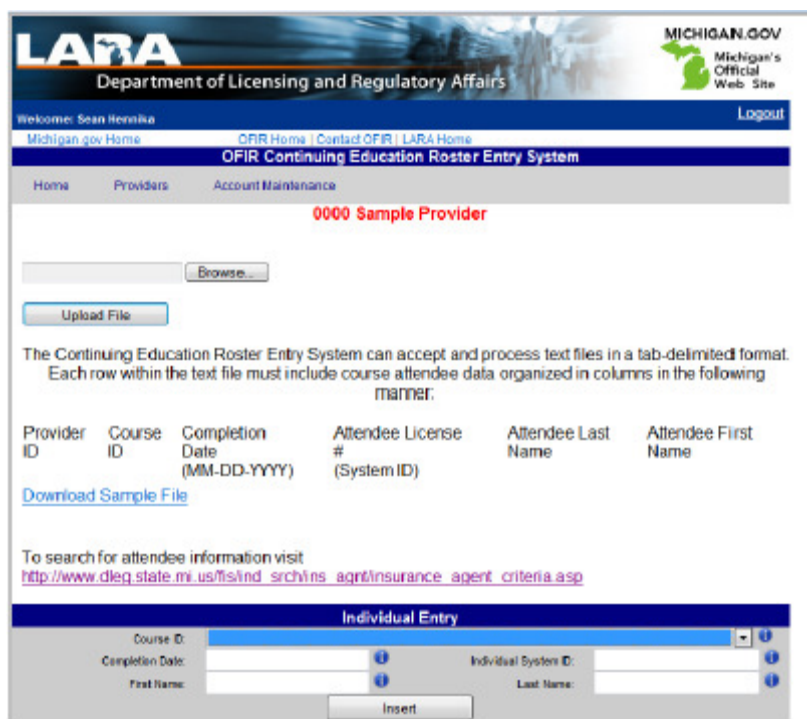 LARA
Department of Licensing and Regulatory Affairs
MICHIGAN.GOV
Michigan's
Official
Web Site
Welcome: Sean Hennika
Logout
Michigan.gov Home OFIR Home | Contact OFIR | LARA Home
OFIR Continuing Education Roster Entry System
Home Providers Account Maintenance
0000 Sample Provider
Browse...
Upload File
The Continuing Education Roster Entry System can accept and process text files in a tab-delimited format.
Each row within the text file must include course attendee data organized in columns in the following
manner:
Provider ID
Course ID
Completion Date (MM-DD-YYYY)
Attendee License # (System ID)
Attendee Last Name
Attendee First Name
Download Sample File
To search for attendee information visit
http://www.dleg.state.mi.us/fis/ind_srch/ins_agnt/insurance_agent_criteria.asp
Individual Entry
Course ID:
Completion Date: Individual System ID:
First Name: Last Name:
Insert